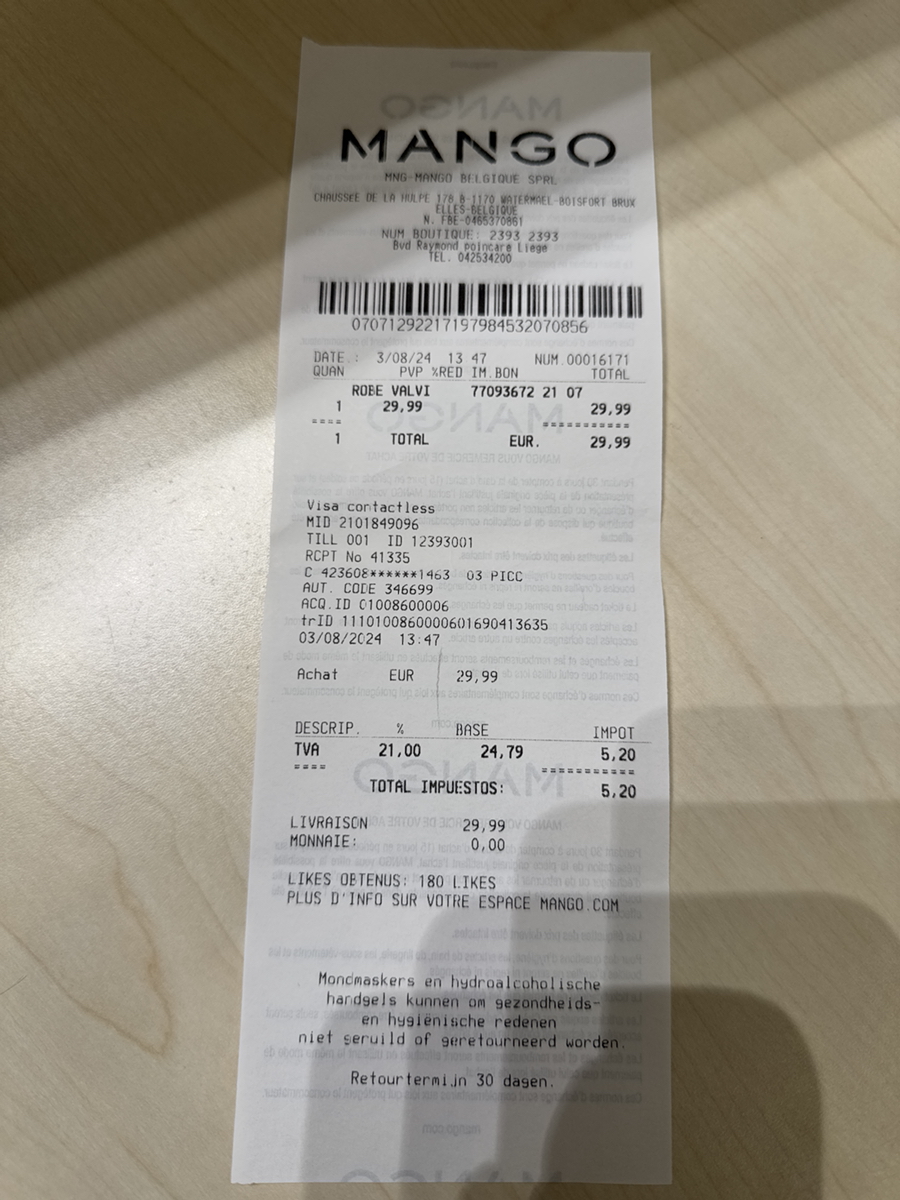 MANGO
MNG-MANGO BELGIQUE SPRL
CHAUSSEE DE LA HULPE 178 B-1170 WATERMAEL-BOISFORT BRUX
ELLES-BELGIQUE
N. FBE-0465370861
NUM BOUTIQUE: 2393 2393
Bvd Raymond poincare Liege
TEL. 042534200
07071292217197984532070856
DATE.: 3/08/24 13 47 NUM.00016171
QUAN PVP %RED IM.BON TOTAL
ROBE VALVI 77093672 21 07
1 29,99 29,99
==== ===========
1 TOTAL EUR. 29,99
Visa contactless
MID 2101849096
TILL 001 ID 12393001
RCPT No 41335
C 423608******1463 03 PICC
AUT. CODE 346699
ACQ.ID 01008600006
trID 1110100860000601690413635
03/08/2024 13:47
Achat EUR 29,99
DESCRIP. % BASE IMPOT
TVA 21,00 24,79 5,20
==== ===========
TOTAL IMPUESTOS: 5,20
LIVRAISON 29,99
MONNAIE: 0,00
LIKES OBTENUS: 180 LIKES
PLUS D'INFO SUR VOTRE ESPACE MANGO.COM
Mondmaskers en hydroalcoholische
handgels kunnen om gezondheids-
en hygiënische redenen
niet geruild of geretourneerd worden.
Retourtermijn 30 dagen.